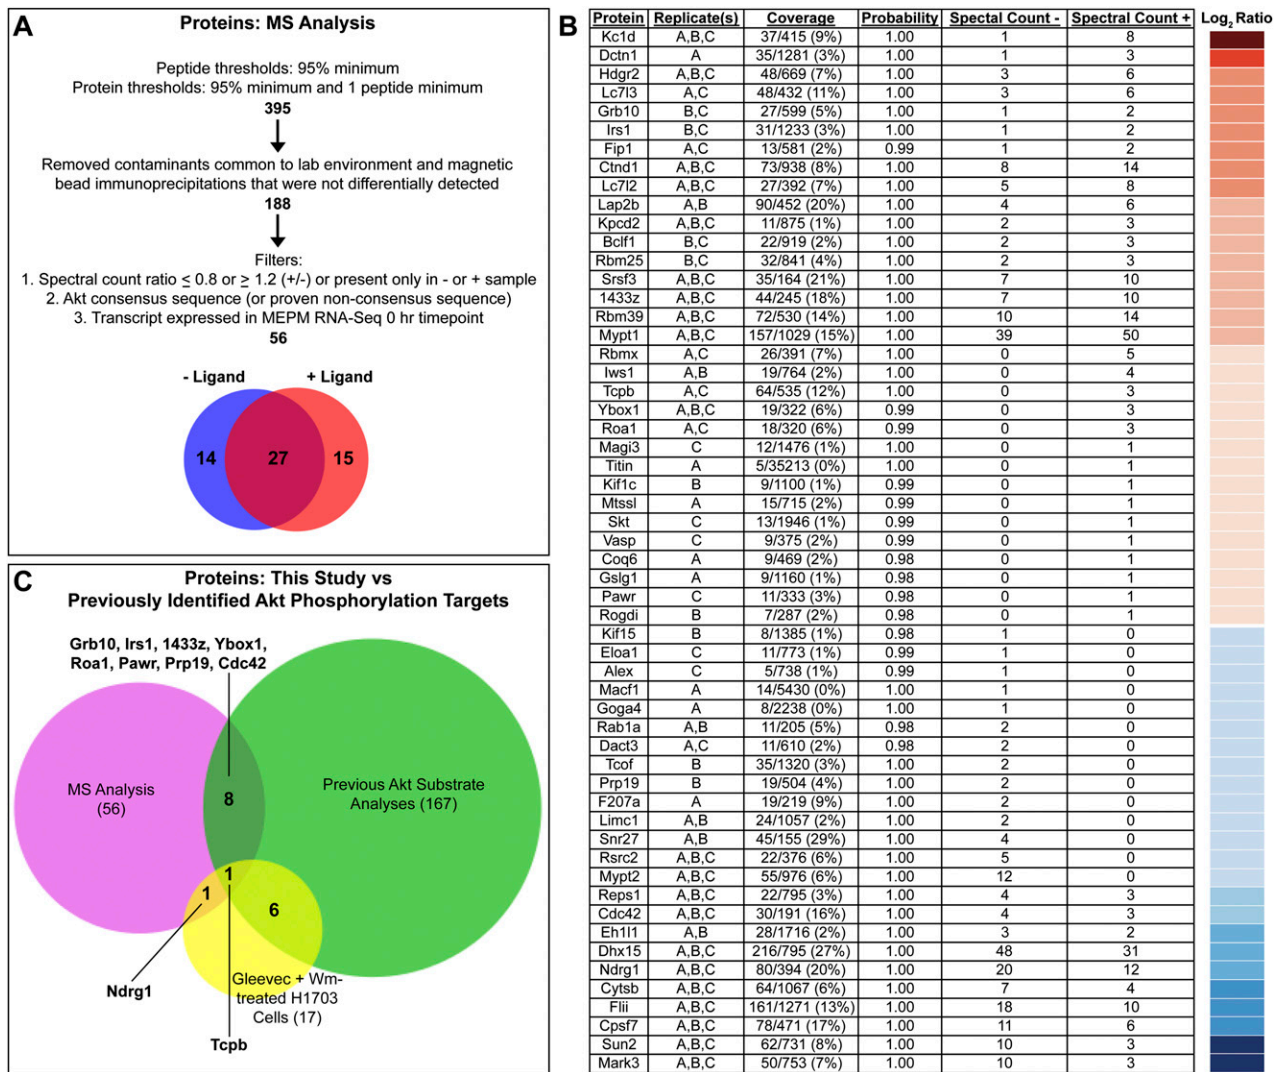 A
Proteins: MS Analysis
Peptide thresholds: 95% minimum
Protein thresholds: 95% minimum and 1 peptide minimum
395
Removed contaminants common to lab environment and magnetic
bead immunoprecipitations that were not differentially detected
188
Filters:
1. Spectral count ratio ≤ 0.8 or ≥ 1.2 (+/-) or present only in - or + sample
2. Akt consensus sequence (or proven non-consensus sequence)
3. Transcript expressed in MEPM RNA-Seq 0 hr timepoint
56
- Ligand + Ligand
14 27 15
B
Protein Replicate(s) Coverage Probability Spectal Count - Spectral Count + Log2 Ratio
Kc1d A,B,C 37/415 (9%) 1.00 1 8
Dctn1 A 35/1281 (3%) 1.00 1 3
Hdgr2 A,B,C 48/669 (7%) 1.00 3 6
Lc7l3 A,C 48/432 (11%) 1.00 3 6
Grb10 B,C 27/599 (5%) 1.00 1 2
Irs1 B,C 31/1233 (3%) 1.00 1 2
Fip1 A,C 13/581 (2%) 0.99 1 2
Ctnd1 A,B,C 73/938 (8%) 1.00 8 14
Lc7l2 A,B,C 27/392 (7%) 1.00 5 8
Lap2b A,B 90/452 (20%) 1.00 4 6
Kpcd2 A,B,C 11/875 (1%) 1.00 2 3
Bclf1 B,C 22/919 (2%) 1.00 2 3
Rbm25 B,C 32/841 (4%) 1.00 2 3
Srsf3 A,B,C 35/164 (21%) 1.00 7 10
1433z A,B,C 44/245 (18%) 1.00 7 10
Rbm39 A,B,C 72/530 (14%) 1.00 10 14
Mypt1 A,B,C 157/1029 (15%) 1.00 39 50
Rbmx A,C 26/391 (7%) 1.00 0 5
Iws1 A,B 19/764 (2%) 1.00 0 4
Tcpb A,C 64/535 (12%) 1.00 0 3
Ybox1 A,B,C 19/322 (6%) 0.99 0 3
Roa1 A,C 18/320 (6%) 0.99 0 3
Magi3 C 12/1476 (1%) 1.00 0 1
Titin A 5/35213 (0%) 1.00 0 1
Kif1c B 9/1100 (1%) 0.99 0 1
Mtssl A 15/715 (2%) 0.99 0 1
Skt C 13/1946 (1%) 0.99 0 1
Vasp C 9/375 (2%) 0.99 0 1
Coq6 A 9/469 (2%) 0.98 0 1
Gslg1 A 9/1160 (1%) 0.98 0 1
Pawr C 11/333 (3%) 0.98 0 1
Rogdi B 7/287 (2%) 0.98 0 1
Kif15 B 8/1385 (1%) 0.98 1 0
Eloa1 C 11/773 (1%) 0.99 1 0
Alex C 5/738 (1%) 0.99 1 0
Macf1 A 14/5430 (0%) 1.00 1 0
Goga4 A 8/2238 (0%) 1.00 1 0
Rab1a A,B 11/205 (5%) 0.98 2 0
Dact3 A,C 11/610 (2%) 0.98 2 0
Tcof B 35/1320 (3%) 1.00 2 0
Prp19 B 19/504 (4%) 1.00 2 0
F207a A 19/219 (9%) 1.00 2 0
Limc1 A,B 24/1057 (2%) 1.00 2 0
Snr27 A,B 45/155 (29%) 1.00 4 0
Rsrc2 A,B,C 22/376 (6%) 1.00 5 0
Mypt2 A,B,C 55/976 (6%) 1.00 12 0
Reps1 A,B,C 22/795 (3%) 1.00 4 3
Cdc42 A,B,C 30/191 (16%) 1.00 4 3
Eh1l1 A,B 28/1716 (2%) 1.00 3 2
Dhx15 A,B,C 216/795 (27%) 1.00 48 31
Ndrg1 A,B,C 80/394 (20%) 1.00 20 12
Cytsb A,B,C 64/1067 (6%) 1.00 7 4
Flii A,B,C 161/1271 (13%) 1.00 18 10
Cpsf7 A,B,C 78/471 (17%) 1.00 11 6
Sun2 A,B,C 62/731 (8%) 1.00 10 3
Mark3 A,B,C 50/753 (7%) 1.00 10 3
C
Proteins: This Study vs
Previously Identified Akt Phosphorylation Targets
Grb10, Irs1, 1433z, Ybox1,
Roa1, Pawr, Prp19, Cdc42
MS Analysis
(56)
8
Previous Akt Substrate
Analyses (167)
1
1
6
Gleevec + Wm-
treated H1703
Cells (17)
Ndrg1
Tcpb